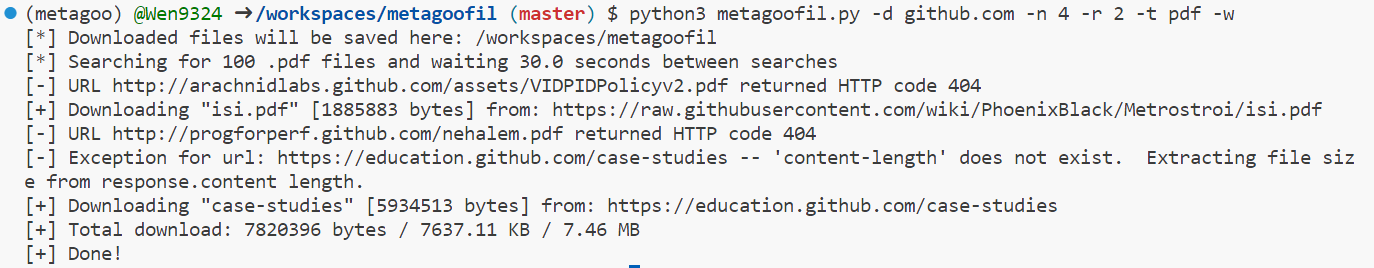 (metagoo) @Wen9324 ➜/workspaces/metagoofil (master) $ python3 metagoofil.py -d github.com -n 4 -r 2 -t pdf -w
[*] Downloaded files will be saved here: /workspaces/metagoofil
[*] Searching for 100 .pdf files and waiting 30.0 seconds between searches
[-] URL http://arachnidlabs.github.com/assets/VIDPIDPolicyv2.pdf returned HTTP code 404
[+] Downloading "isi.pdf" [1885883 bytes] from: https://raw.githubusercontent.com/wiki/PhoenixBlack/Metrostroi/isi.pdf
[-] URL http://progforperf.github.com/nehalem.pdf returned HTTP code 404
[-] Exception for url: https://education.github.com/case-studies -- 'content-length' does not exist.  Extracting file siz
e from response.content length.
[+] Downloading "case-studies" [5934513 bytes] from: https://education.github.com/case-studies
[+] Total download: 7820396 bytes / 7637.11 KB / 7.46 MB
[+] Done!